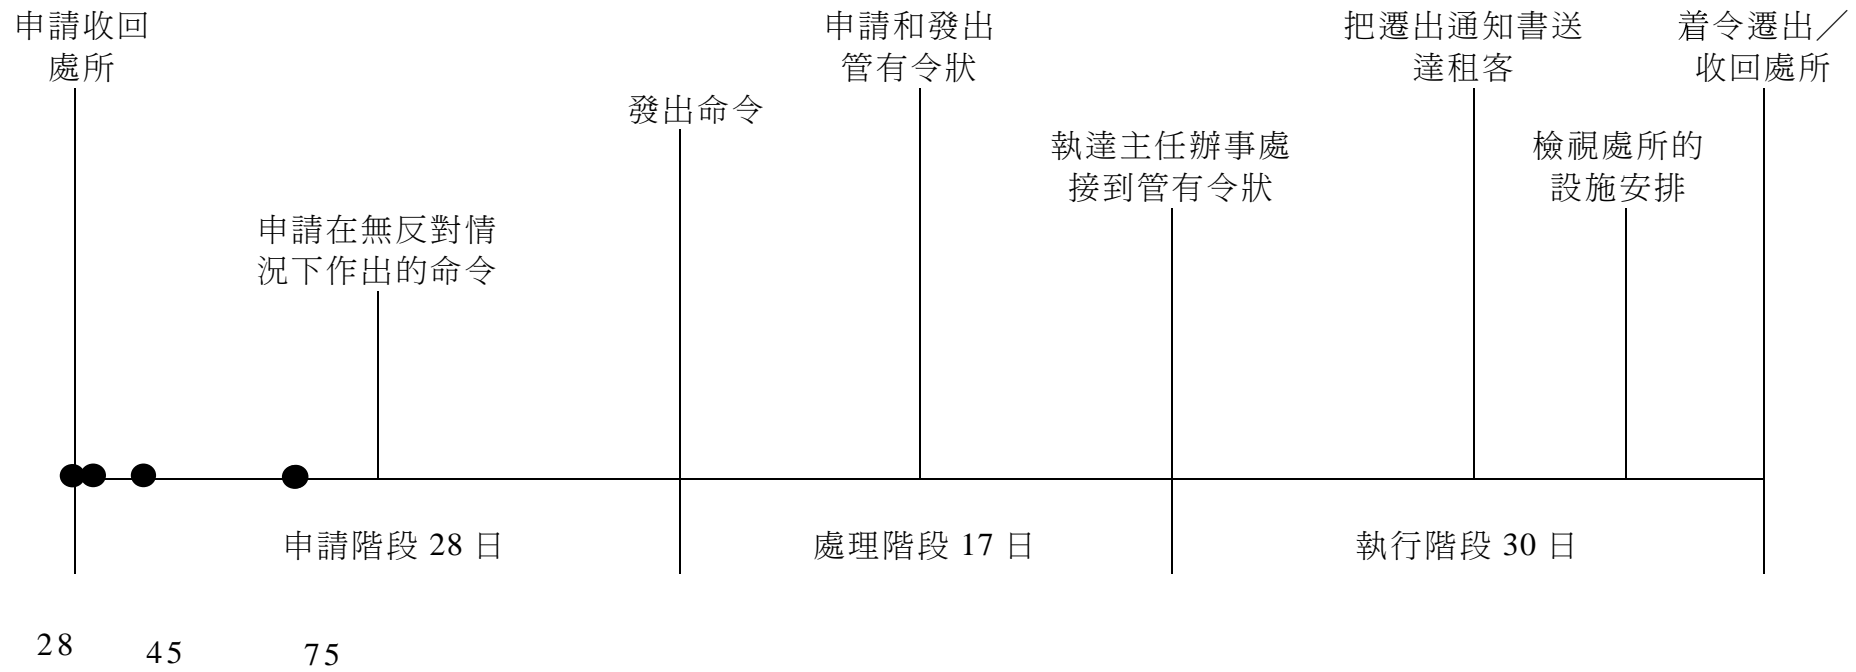 申請收回
處所
申請和發出
管有令狀
把遷出通知書送
達租客
着令遷出／
收回處所
發出命令
執達主任辦事處
接到管有令狀
檢視處所的
設施安排
申請在無反對情
況下作出的命令
申請階段 28 日
處理階段 17 日
執行階段 30 日
28
45
75